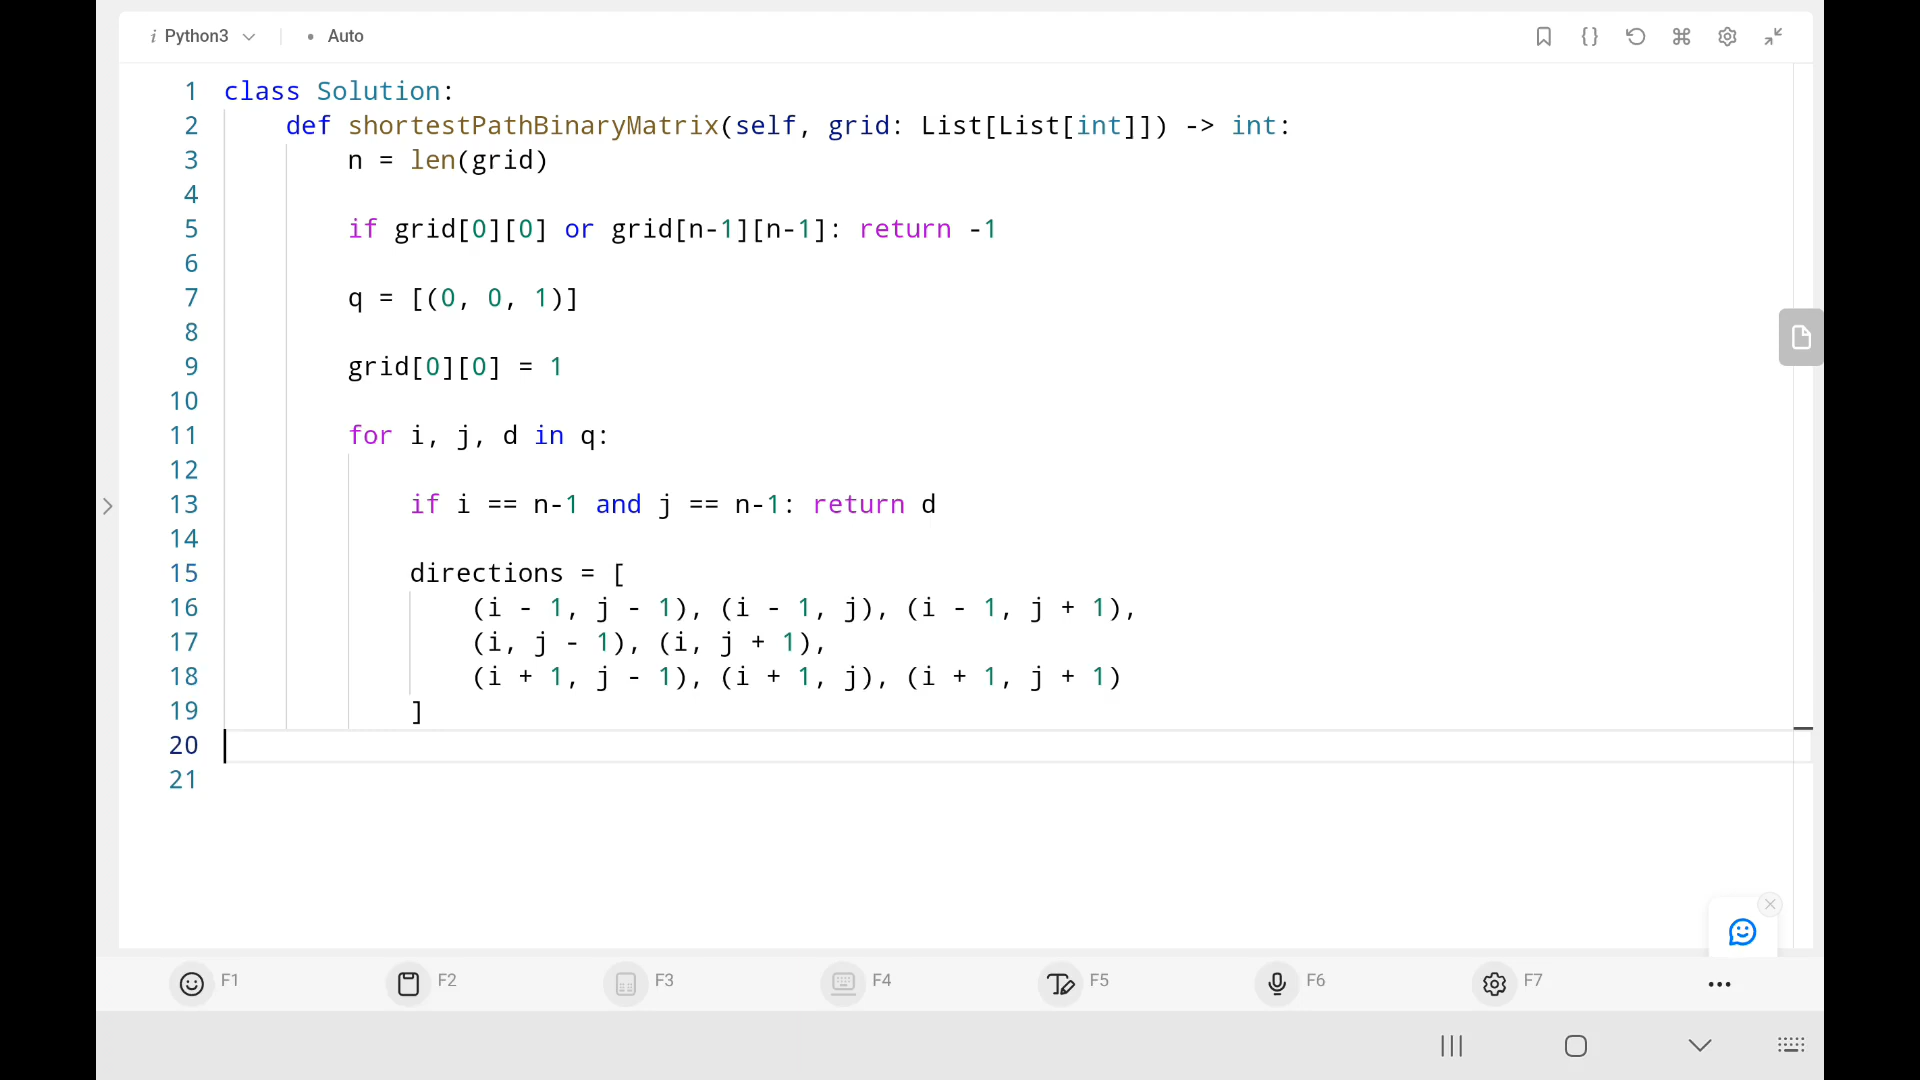 i Python3 • Auto
1 class Solution:
2     def shortestPathBinaryMatrix(self, grid: List[List[int]]) -> int:
3         n = len(grid)
4
5         if grid[0][0] or grid[n-1][n-1]: return -1
6
7         q = [(0, 0, 1)]
8
9         grid[0][0] = 1
10
11         for i, j, d in q:
12
13             if i == n-1 and j == n-1: return d
14
15             directions = [
16                 (i - 1, j - 1), (i - 1, j), (i - 1, j + 1),
17                 (i, j - 1), (i, j + 1),
18                 (i + 1, j - 1), (i + 1, j), (i + 1, j + 1)
19             ]
20
21
F1 F2 F3 F4 F5 F6 F7